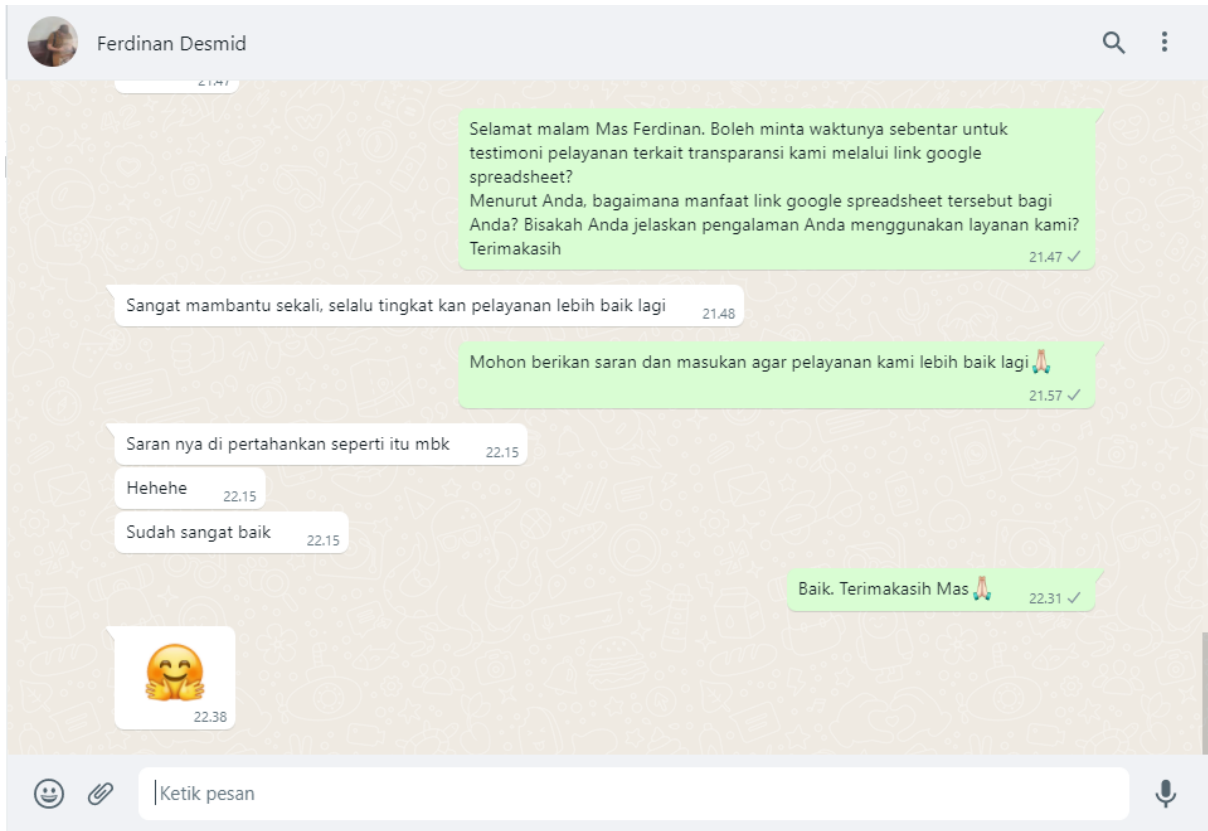 Ferdinan Desmid
21.47
Selamat malam Mas Ferdinan. Boleh minta waktunya sebentar untuk
testimoni pelayanan terkait transparansi kami melalui link google
spreadsheet?
Menurut Anda, bagaimana manfaat link google spreadsheet tersebut bagi
Anda? Bisakah Anda jelaskan pengalaman Anda menggunakan layanan kami?
Terimakasih
21.47
Sangat mambantu sekali, selalu tingkat kan pelayanan lebih baik lagi
21.48
Mohon berikan saran dan masukan agar pelayanan kami lebih baik lagi🙏🏻
21.57
Saran nya di pertahankan seperti itu mbk
22.15
Hehehe
22.15
Sudah sangat baik
22.15
Baik. Terimakasih Mas🙏🏻
22.31
🤗
22.38
Ketik pesan